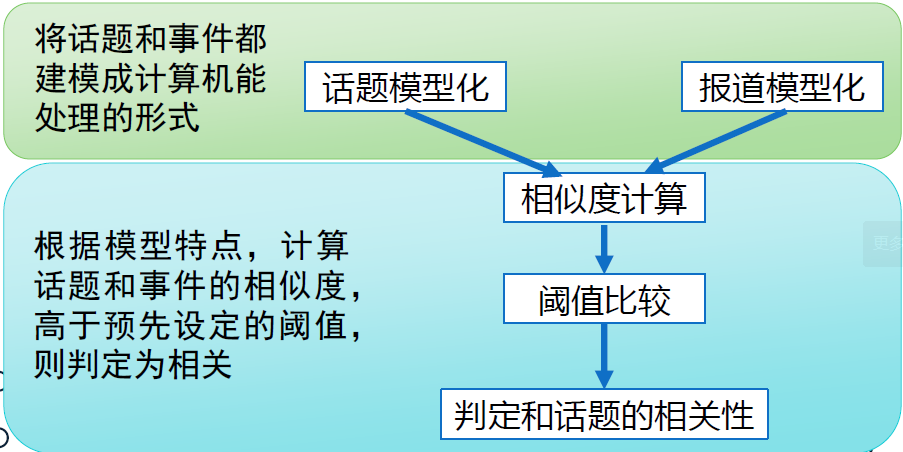 将话题和事件都
建模成计算机能
处理的形式
话题模型化
报道模型化
相似度计算
根据模型特点，计算
话题和事件的相似度，
高于预先设定的阈值，
则判定为相关
阈值比较
判定和话题的相关性
更多